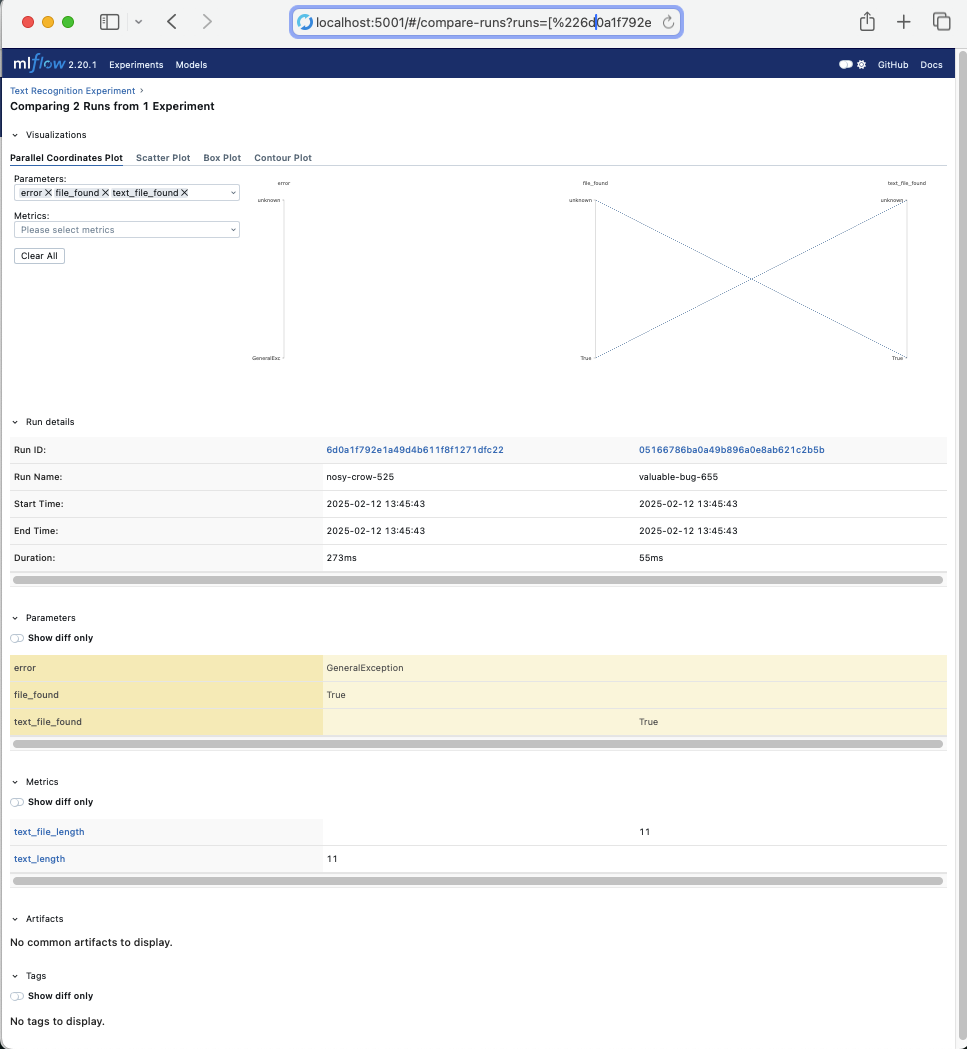 localhost:5001/#/compare-runs?runs=[%226d0a1f792e
mlflow 2.20.1 Experiments Models GitHub Docs
Text Recognition Experiment
Comparing 2 Runs from 1 Experiment
Visualizations
Parallel Coordinates Plot Scatter Plot Box Plot Contour Plot
Parameters:
error file_found text_file_found
Metrics:
Please select metrics
Clear All
error file_found text_file_found
unknown unknown unknown
GeneralExc True True
Run details
Run ID: 6d0a1f792e1a49d4b611f8f1271dfc22 05166786ba0a49b896a0e8ab621c2b5b
Run Name: nosy-crow-525 valuable-bug-655
Start Time: 2025-02-12 13:45:43 2025-02-12 13:45:43
End Time: 2025-02-12 13:45:43 2025-02-12 13:45:43
Duration: 273ms 55ms
Parameters
Show diff only
error GeneralException
file_found True
text_file_found True
Metrics
Show diff only
text_file_length 11
text_length 11
Artifacts
No common artifacts to display.
Tags
Show diff only
No tags to display.